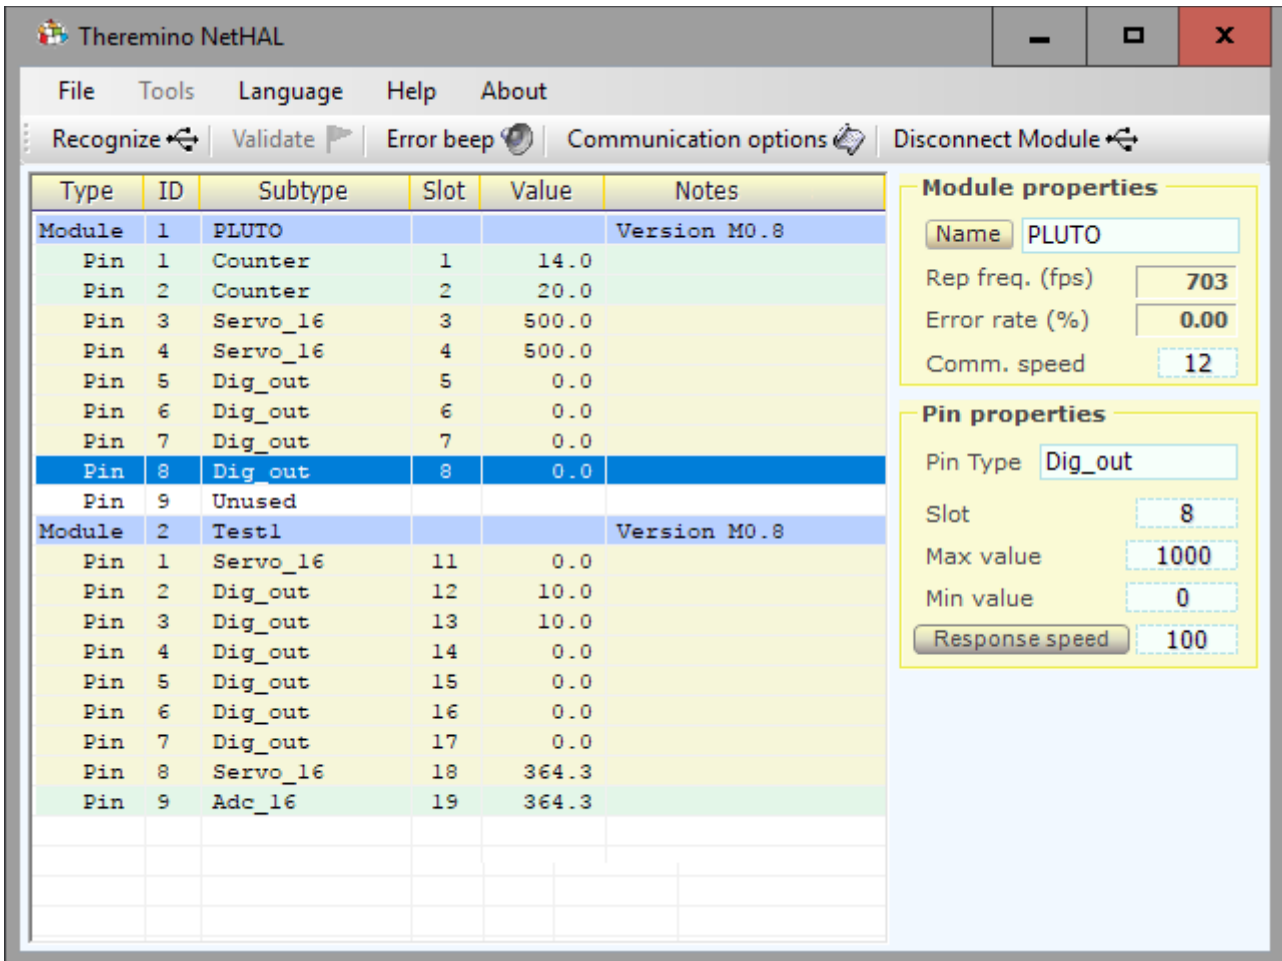 Theremino NetHAL
File Tools Language Help About
Recognize Validate Error beep Communication options Disconnect Module
Type ID Subtype Slot Value Notes
Module 1 PLUTO Version M0.8
Pin 1 Counter 1 14.0
Pin 2 Counter 2 20.0
Pin 3 Servo_16 3 500.0
Pin 4 Servo_16 4 500.0
Pin 5 Dig_out 5 0.0
Pin 6 Dig_out 6 0.0
Pin 7 Dig_out 7 0.0
Pin 8 Dig_out 8 0.0
Pin 9 Unused
Module 2 Test1 Version M0.8
Pin 1 Servo_16 11 0.0
Pin 2 Dig_out 12 10.0
Pin 3 Dig_out 13 10.0
Pin 4 Dig_out 14 0.0
Pin 5 Dig_out 15 0.0
Pin 6 Dig_out 16 0.0
Pin 7 Dig_out 17 0.0
Pin 8 Servo_16 18 364.3
Pin 9 Adc_16 19 364.3
Module properties
Name PLUTO
Rep freq. (fps) 703
Error rate (%) 0.00
Comm. speed 12
Pin properties
Pin Type Dig_out
Slot 8
Max value 1000
Min value 0
Response speed 100